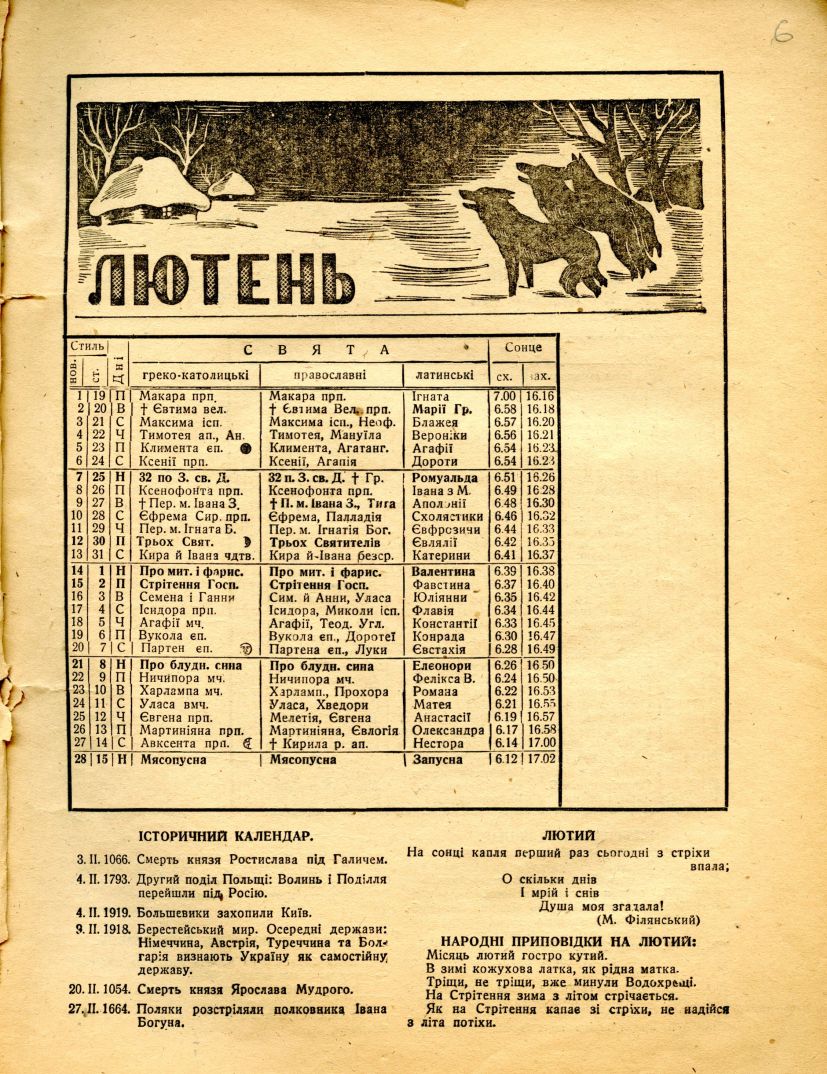 6
ЛЮТЕНЬ
Стиль Дні СВЯТА Сонце
нов. ст. греко-католицькі православні латинські сх. зах.
1 19 П Макара прп. Макара прп. Ігната 7.00 16.16
2 20 В † Євтима вел. † Євтима Вел. прп. Марії Гр. 6.58 16.18
3 21 С Максима ісп. Максима ісп., Неоф. Блажея 6.57 16.20
4 22 Ч Тимотея ап., Ан. Тимотея, Мануїла Вероніки 6.56 16.21
5 23 П Климента єп. Климента, Агатанг. Агафії 6.54 16.23
6 24 С Ксенії прп. Ксенії, Агапія Дороти 6.54 16.23
7 25 Н 32 по З. св. Д. 32 п. З. св. Д. † Гр. Ромуальда 6.51 16.26
8 26 П Ксенофонта прп. Ксенофонта прп. Івана з М. 6.49 16.28
9 27 В † Пер. м. Івана З. † П. м. Івана З., Тита Аполонії 6.48 16.30
10 28 С Єфрема Сир. прп. Єфрема, Палладія Схолястики 6.46 16.32
11 29 Ч Пер. м. Ігната Б. Пер. м. Ігнатія Бог. Євфрозини 6.44 16.33
12 30 П Трьох Свят. Трьох Святителів Євлялії 6.42 16.35
13 31 С Кира й Івана чдтв. Кира й Івана безср. Катерини 6.41 16.37
14 1 Н Про мит. і фарис. Про мит. і фарис. Валентина 6.39 16.38
15 2 П Стрітення Госп. Стрітення Госп. Фавстина 6.37 16.40
16 3 В Семена і Ганни Сим. й Анни, Уласа Юліянни 6.35 16.42
17 4 С Ісидора прп. Ісидора, Миколи ісп. Флавія 6.34 16.44
18 5 Ч Агафії мч. Агафії, Теод. Угл. Константії 6.33 16.45
19 6 П Вукола єп. Вукола єп., Доротеї Конрада 6.30 16.47
20 7 С Партен єп. Партена єп., Луки Євстахія 6.28 16.49
21 8 Н Про блудн. сина Про блудн. сина Елеонори 6.26 16.50
22 9 П Ничипора мч. Ничипора мч. Фелікса В. 6.24 16.50
23 10 В Харлампа мч. Харламп., Прохора Романа 6.22 16.53
24 11 С Уласа вмч. Уласа, Хведори Матея 6.21 16.55
25 12 Ч Євгена прп. Мелетія, Євгена Анастасії 6.19 16.57
26 13 П Мартиніяна прп. Мартиніяна, Євлогія Олександра 6.17 16.58
27 14 С Авксента прп. † Кирила р. ап. Нестора 6.14 17.00
28 15 Н Мясопусна Мясопусна Запусна 6.12 17.02
ІСТОРИЧНИЙ КАЛЕНДАР.
3. II. 1066. Смерть князя Ростислава під Галичем.
4. II. 1793. Другий поділ Польщі: Волинь і Поділля
перейшли під Росію.
4. II. 1919. Большевики захопили Київ.
9. II. 1918. Берестейський мир. Осередні держави:
Німеччина, Австрія, Туреччина та Бол-
гарія визнають Україну як самостійну
державу.
20. II. 1054. Смерть князя Ярослава Мудрого.
27. II. 1664. Поляки розстріляли полковника Івана
Богуна.
ЛЮТИЙ
На сонці капля перший раз сьогодні з стріхи
впала;
О скільки днів
І мрій і снів
Душа моя згадала!
(М. Філянський)
НАРОДНІ ПРИПОВІДКИ НА ЛЮТИЙ:
Місяць лютий гостро кутий.
В зимі кожухова латка, як рідна матка.
Тріщи, не тріщи, вже минули Водохрещі.
На Стрітення зима з літом стрічається.
Як на Стрітення капає зі стріхи, не надійся
з літа потіхи.